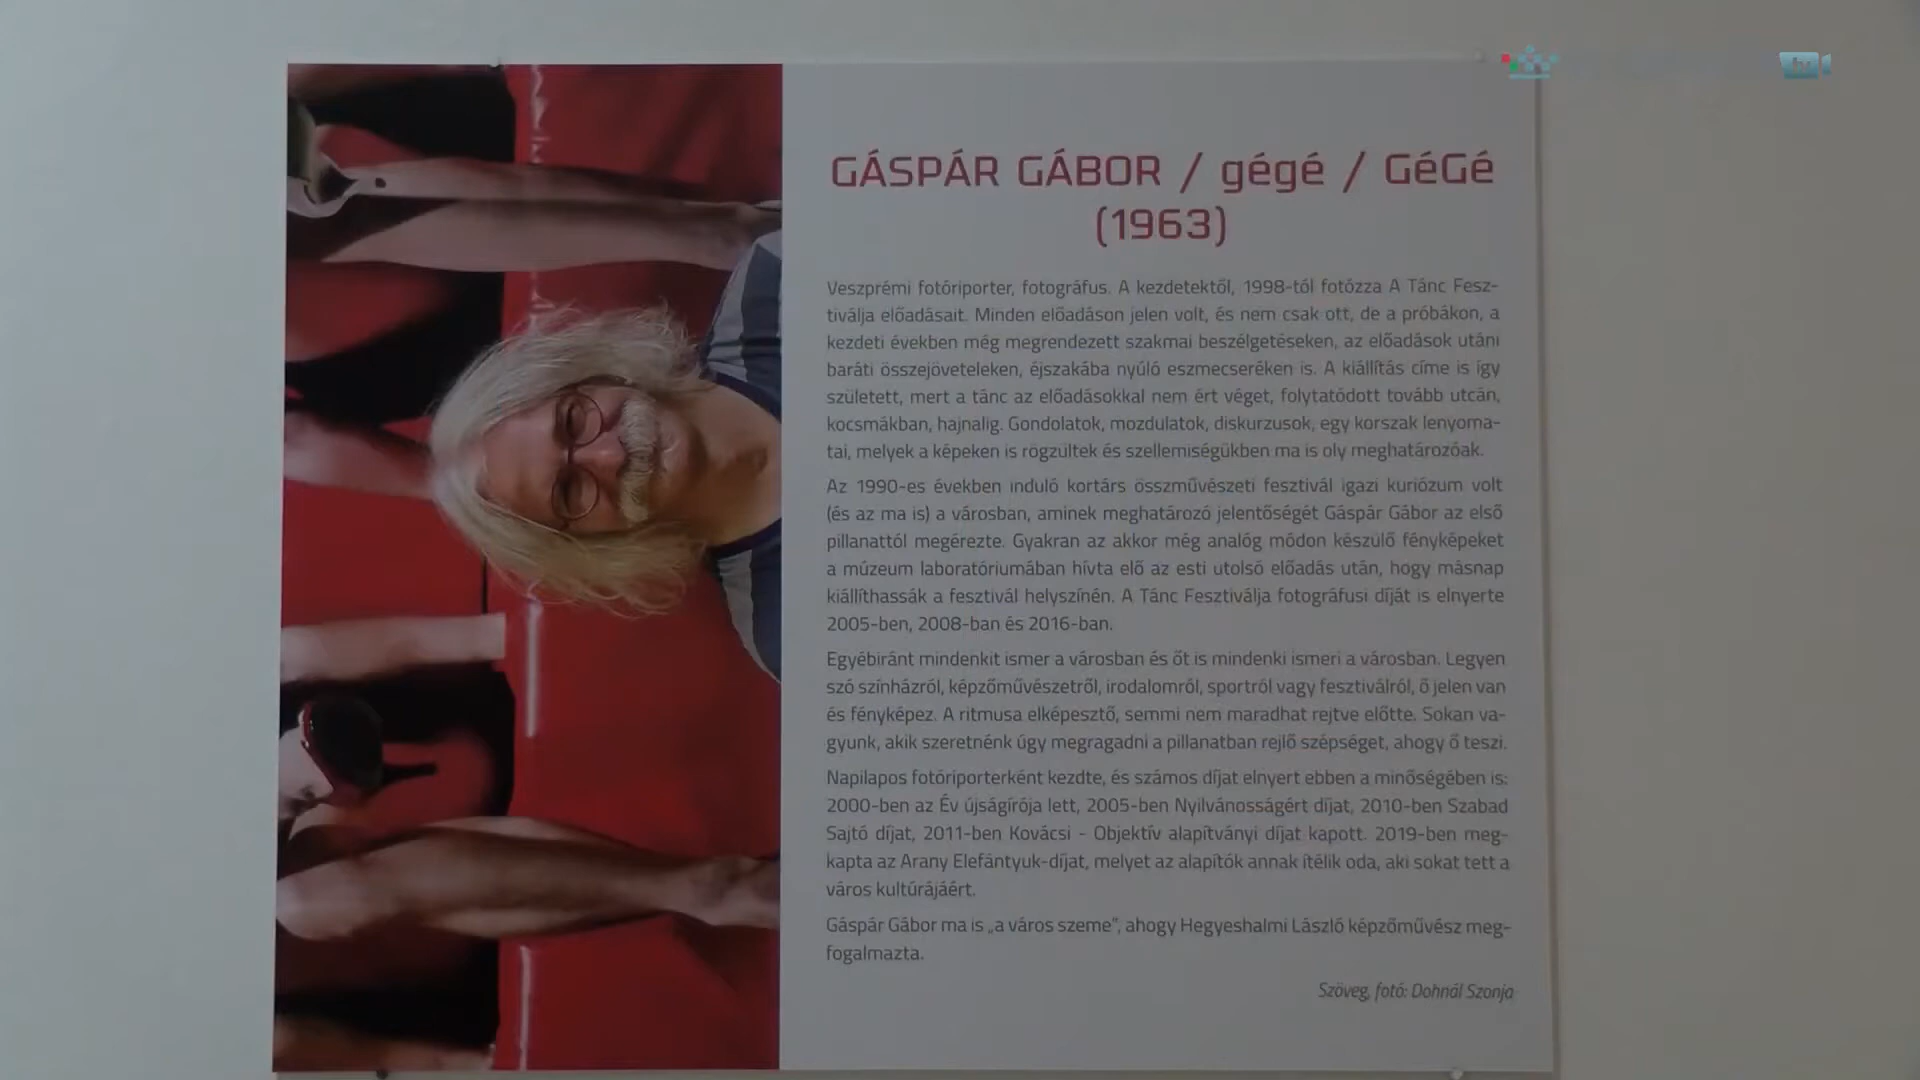 GÁSPÁR GÁBOR / gégé / GéGé
(1963)
Veszprémi fotóriporter, fotográfus. A kezdetektől, 1998-tól fotózza A Tánc Fesz-
tiválja előadásait. Minden előadáson jelen volt, és nem csak ott, de a próbákon, a
kezdeti években még megrendezett szakmai beszélgetéseken, az előadások utáni
baráti összejöveteleken, éjszakába nyúló eszmecseréken is. A kiállítás címe is így
született, mert a tánc az előadásokkal nem ért véget, folytatódott tovább utcán,
kocsmákban, hajnalig. Gondolatok, mozdulatok, diskurzusok, egy korszak lenyoma-
tai, melyek a képeken is rögzültek és szellemiségükben ma is oly meghatározóak.
Az 1990-es években induló kortárs összművészeti fesztivál igazi kuriózum volt
(és az ma is) a városban, aminek meghatározó jelentőségét Gáspár Gábor az első
pillanattól megérezte. Gyakran az akkor még analóg módon készülő fényképeket
a múzeum laboratóriumában hívta elő az esti utolsó előadás után, hogy másnap
kiállíthassák a fesztivál helyszínén. A Tánc Fesztiválja fotográfusi díját is elnyerte
2005-ben, 2008-ban és 2016-ban.
Egyébiránt mindenkit ismer a városban és őt is mindenki ismeri a városban. Legyen
szó színházról, képzőművészetről, irodalomról, sportról vagy fesztiválról, ő jelen van
és fényképez. A ritmusa elképesztő, semmi nem maradhat rejtve előtte. Sokan va-
gyunk, akik szeretnénk úgy megragadni a pillanatban rejlő szépséget, ahogy ő teszi.
Napilapos fotóriporterként kezdte, és számos díjat elnyert ebben a minőségében is:
2000-ben az Év újságírója lett, 2005-ben Nyilvánosságért díjat, 2010-ben Szabad
Sajtó díjat, 2011-ben Kovácsi - Objektív alapítványi díjat kapott. 2019-ben meg-
kapta az Arany Elefántyuk-díjat, melyet az alapítók annak ítélik oda, aki sokat tett a
város kultúrájáért.
Gáspár Gábor ma is „a város szeme", ahogy Hegyeshalmi László képzőművész meg-
fogalmazta.
Szöveg, fotó: Dohnál Szonja
tv